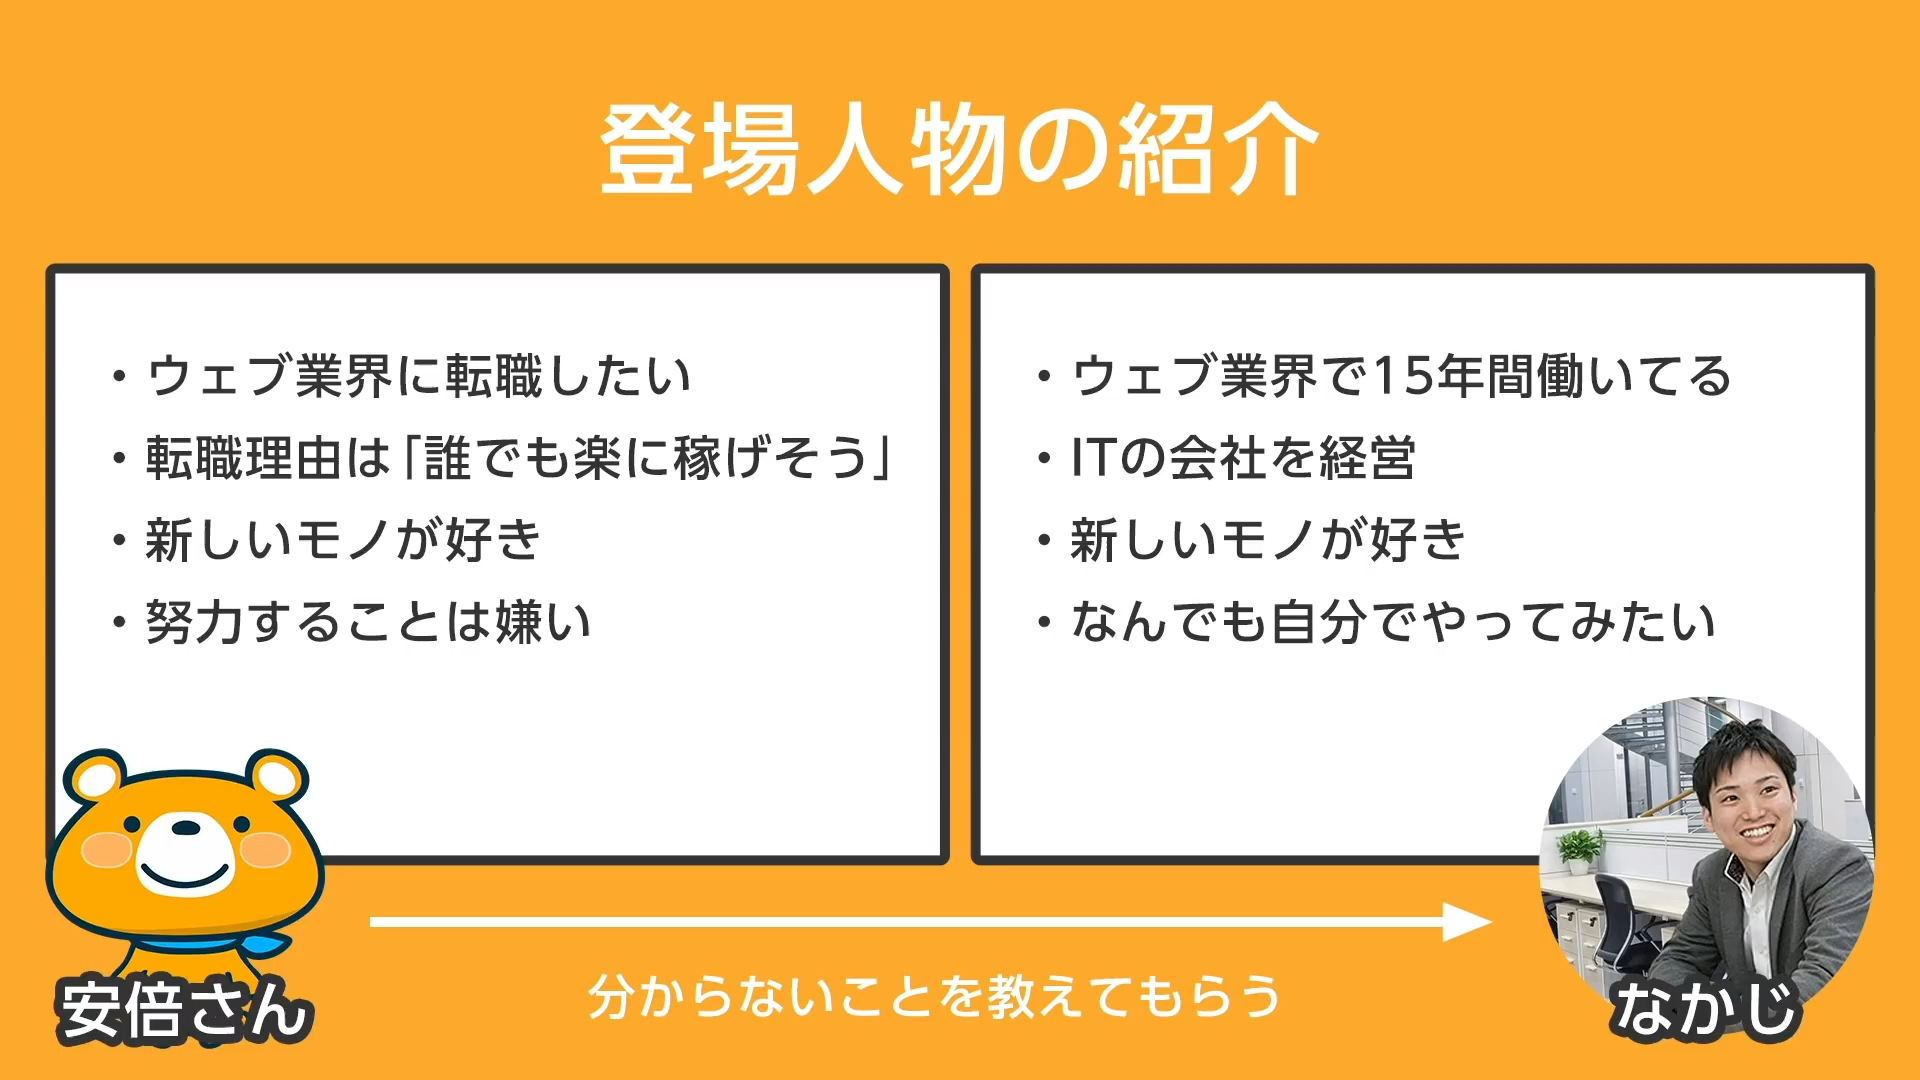 登場人物の紹介
・ウェブ業界に転職したい
・転職理由は「誰でも楽に稼げそう」
・新しいモノが好き
・努力することは嫌い
・ウェブ業界で15年間働いてる
・ITの会社を経営
・新しいモノが好き
・なんでも自分でやってみたい
安倍さん
分からないことを教えてもらう
なかじ